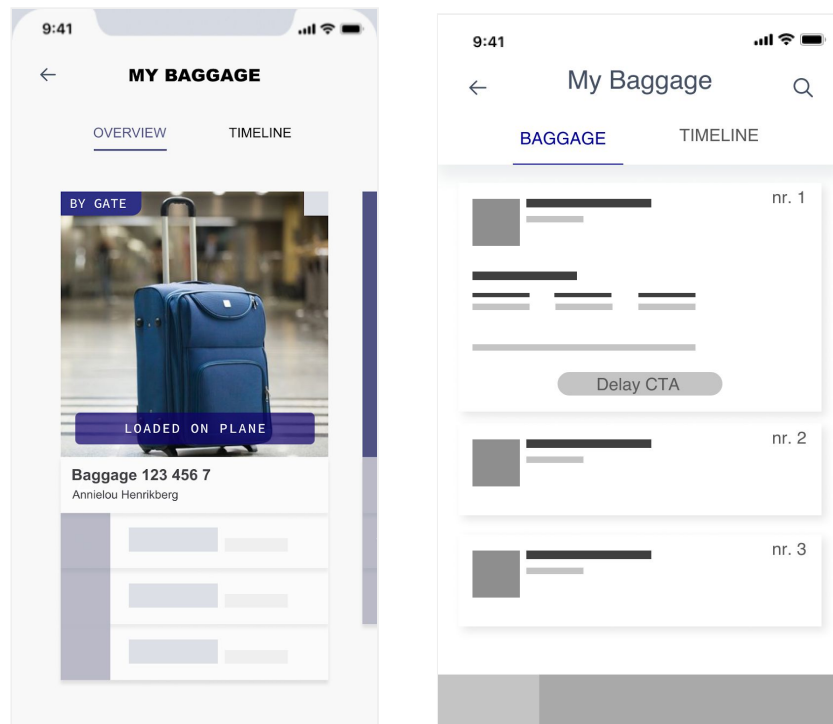 9:41
MY BAGGAGE
OVERVIEW TIMELINE
BY GATE
LOADED ON PLANE
Baggage 123 456 7
Annielou Henrikberg
9:41
My Baggage
BAGGAGE TIMELINE
nr. 1
Delay CTA
nr. 2
nr. 3